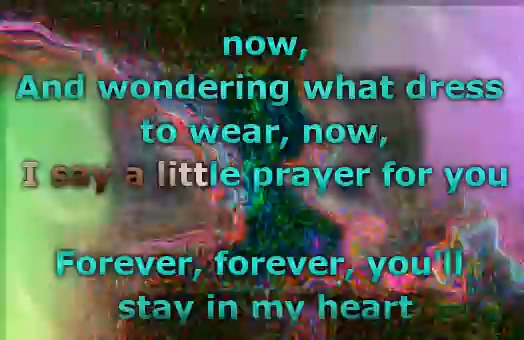 now,
And wondering what dress
to wear, now,
I say a little prayer for you
Forever, forever, you'll
stay in my heart